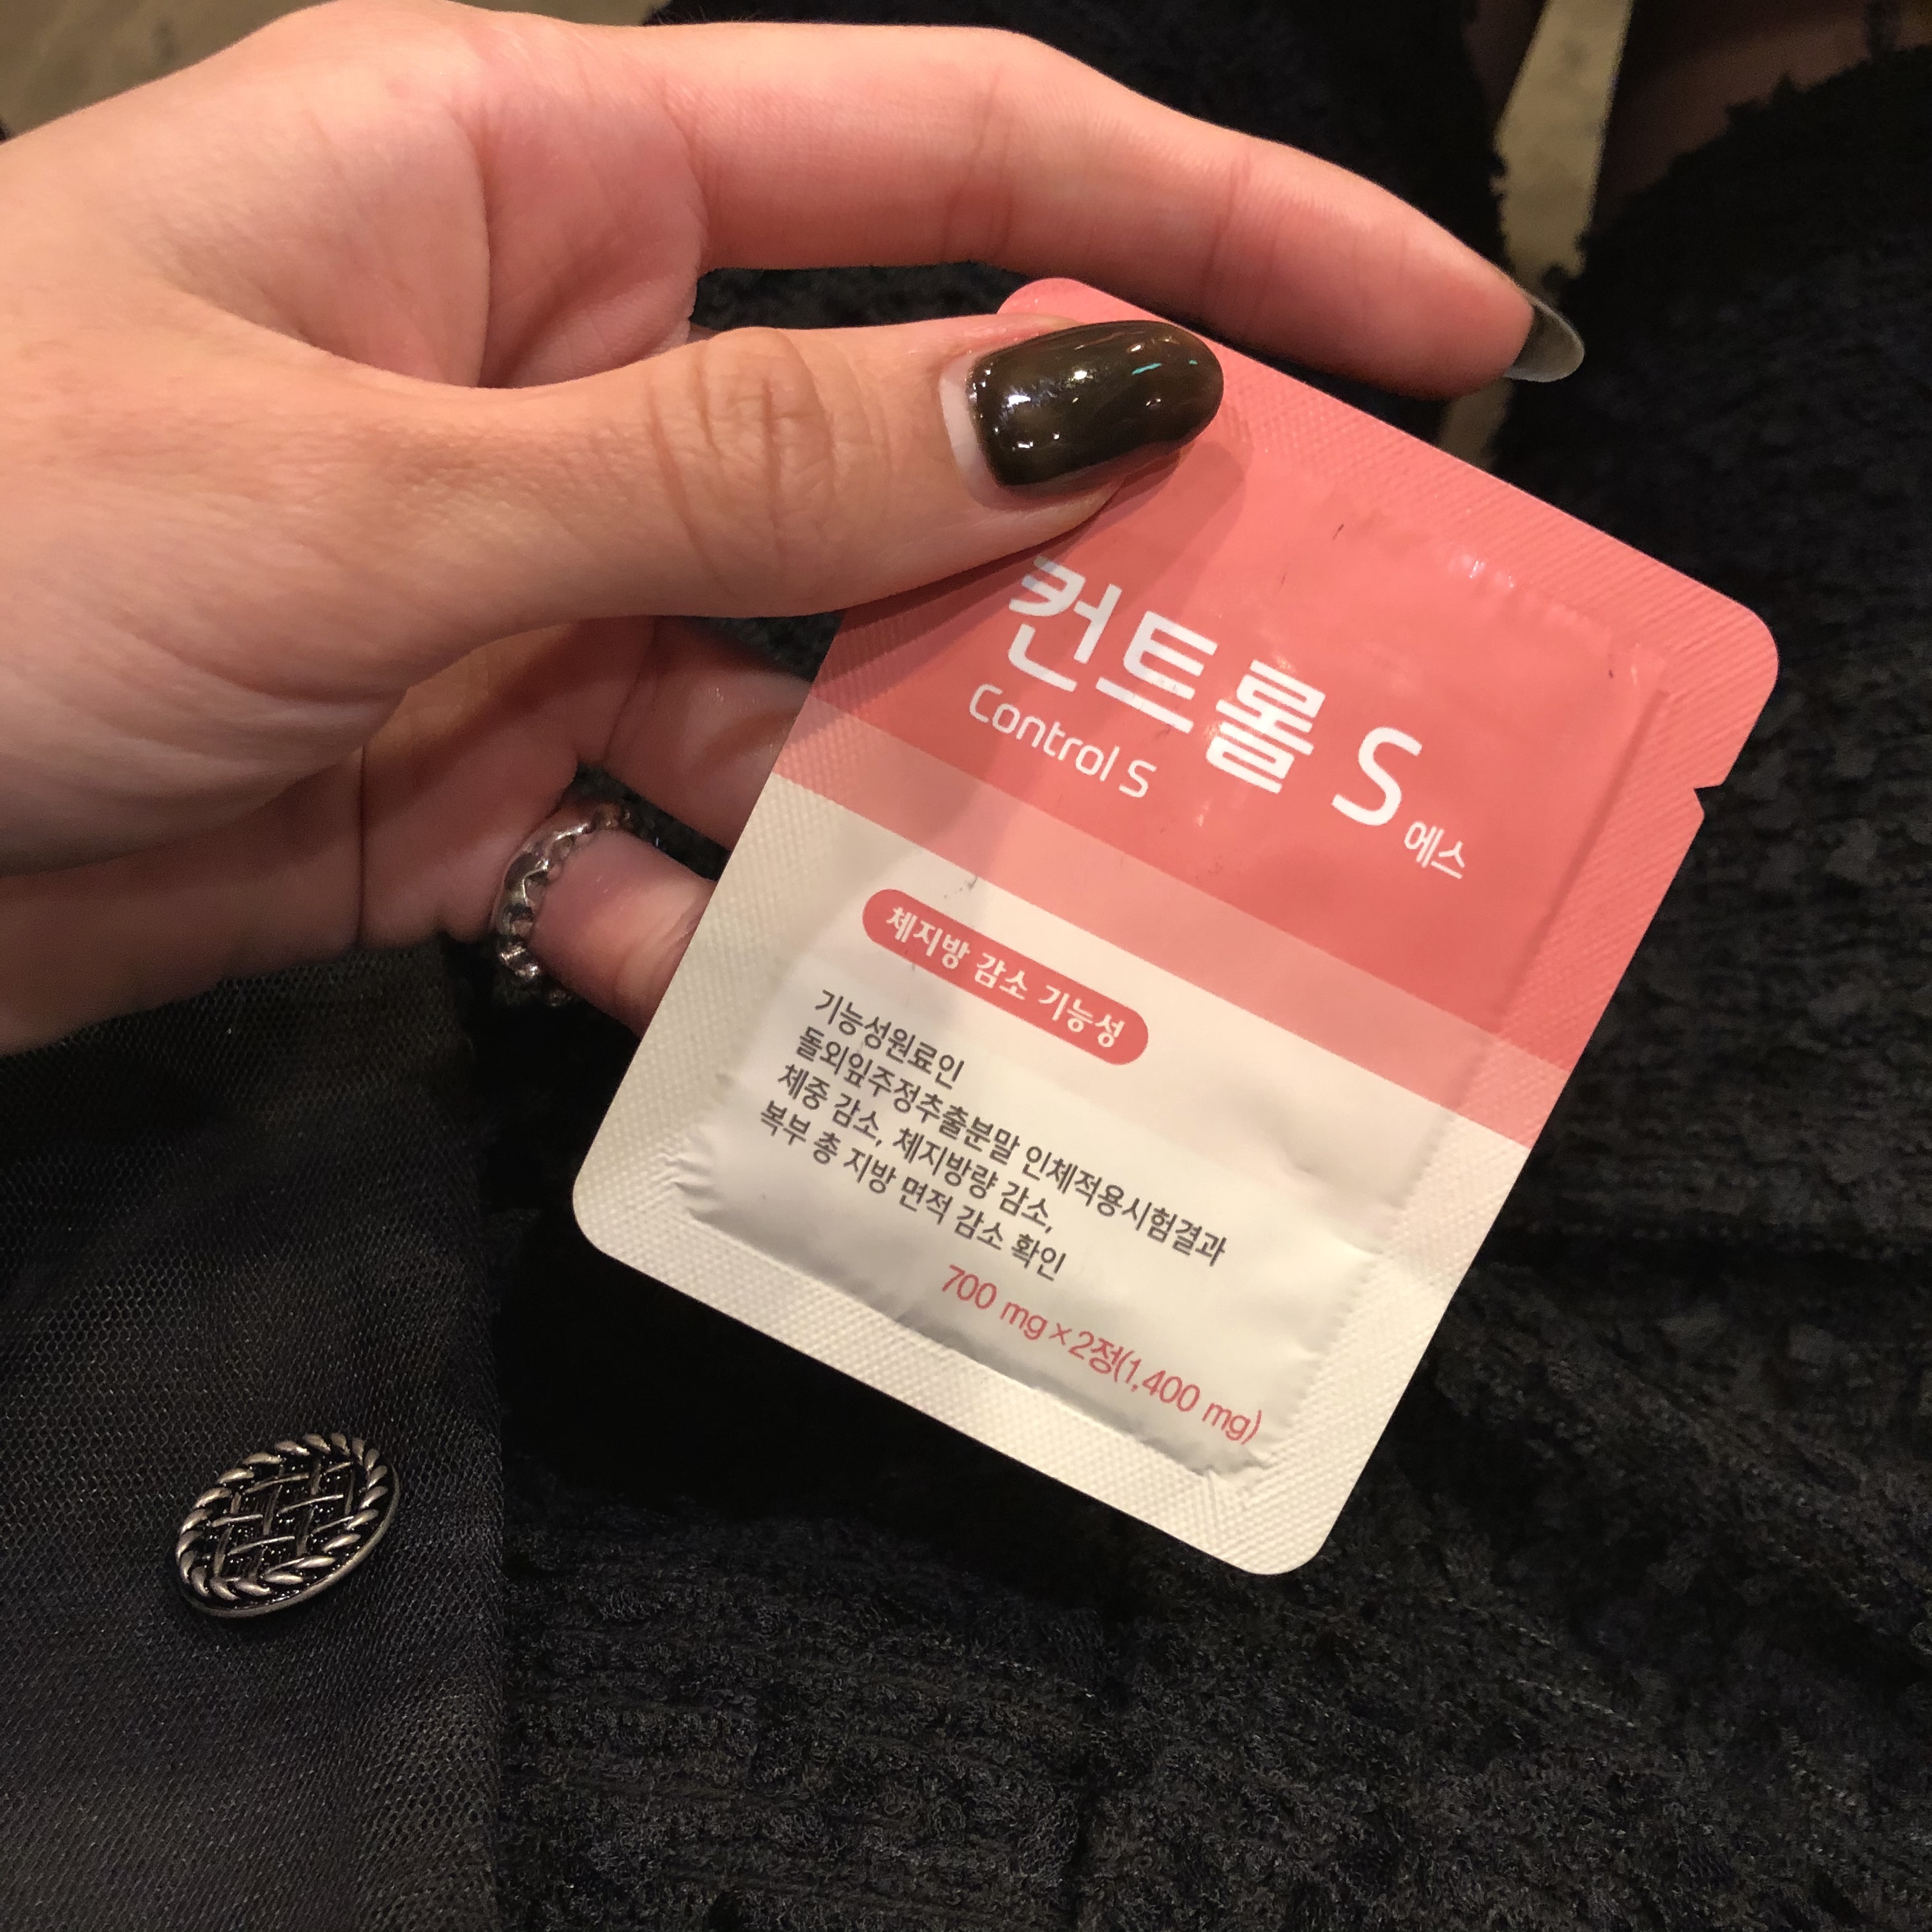 컨트롤 S 에스
Control S
체지방 감소 기능성
기능성원료인
돌외잎주정추출분말 인체적용시험결과
체중 감소, 체지방량 감소,
복부 총 지방 면적 감소 확인
700 mg×2정(1,400 mg)